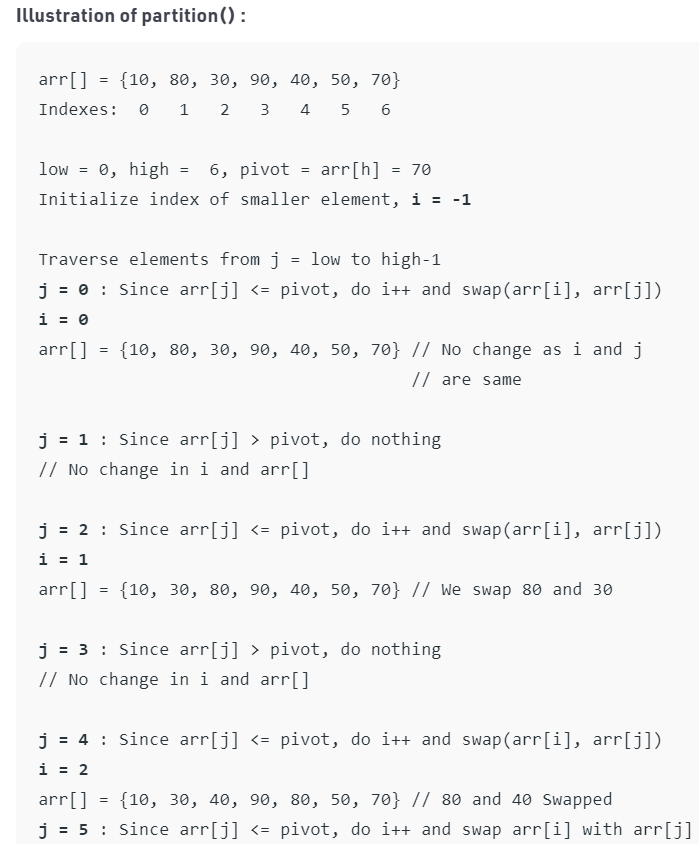 Illustration of partition() :
arr[] = {10, 80, 30, 90, 40, 50, 70}
Indexes:  0   1   2   3   4   5   6
low = 0, high =  6, pivot = arr[h] = 70
Initialize index of smaller element, i = -1
Traverse elements from j = low to high-1
j = 0 : Since arr[j] <= pivot, do i++ and swap(arr[i], arr[j])
i = 0
arr[] = {10, 80, 30, 90, 40, 50, 70} // No change as i and j
// are same
j = 1 : Since arr[j] > pivot, do nothing
// No change in i and arr[]
j = 2 : Since arr[j] <= pivot, do i++ and swap(arr[i], arr[j])
i = 1
arr[] = {10, 30, 80, 90, 40, 50, 70} // We swap 80 and 30
j = 3 : Since arr[j] > pivot, do nothing
// No change in i and arr[]
j = 4 : Since arr[j] <= pivot, do i++ and swap(arr[i], arr[j])
i = 2
arr[] = {10, 30, 40, 90, 80, 50, 70} // 80 and 40 Swapped
j = 5 : Since arr[j] <= pivot, do i++ and swap arr[i] with arr[j]